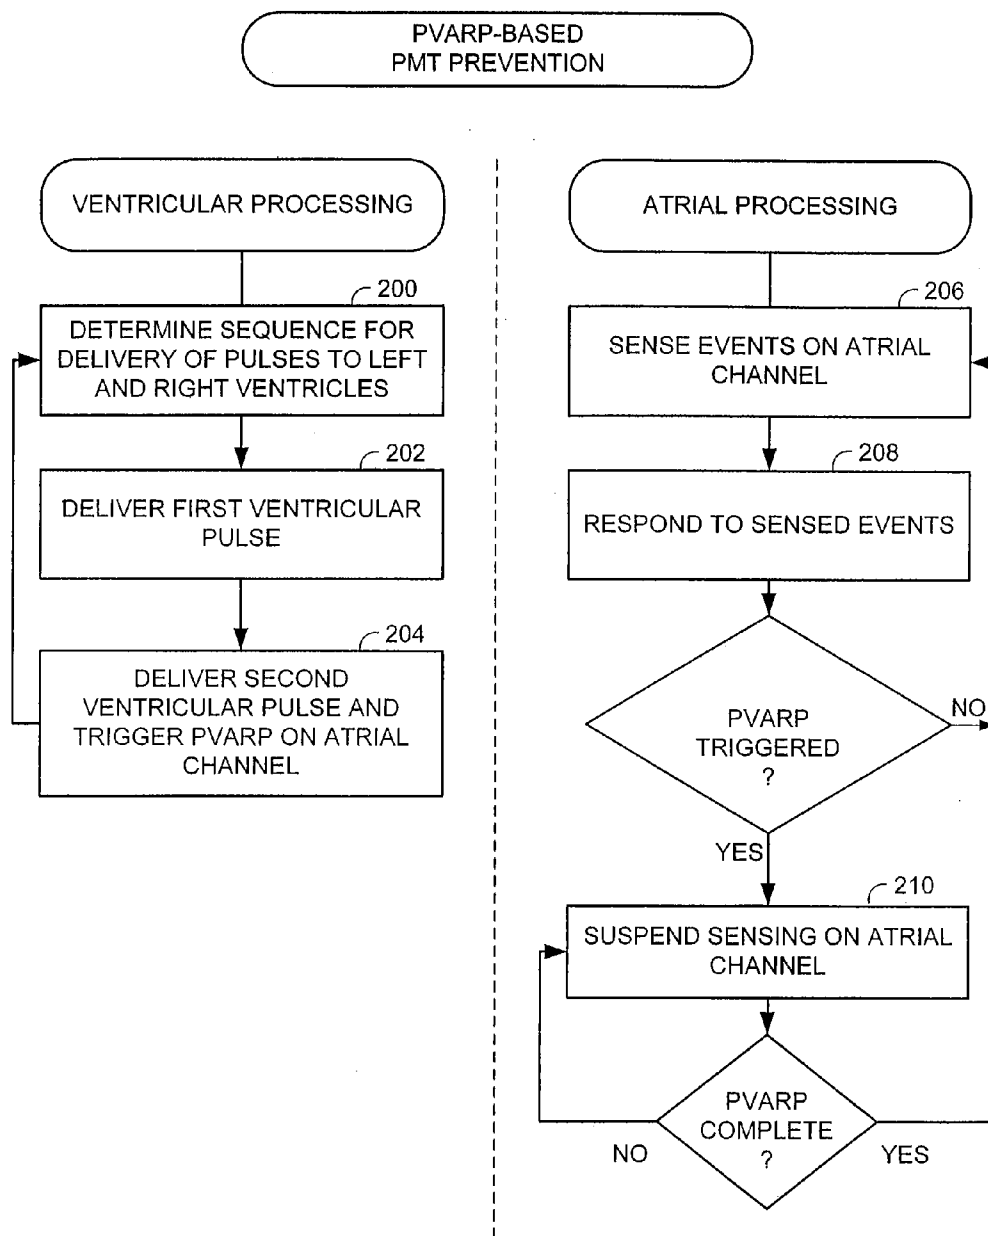 PVARP-BASED
PMT PREVENTION
VENTRICULAR PROCESSING
200
DETERMINE SEQUENCE FOR
DELIVERY OF PULSES TO LEFT
AND RIGHT VENTRICLES
202
DELIVER FIRST VENTRICULAR
PULSE
204
DELIVER SECOND
VENTRICULAR PULSE AND
TRIGGER PVARP ON ATRIAL
CHANNEL
ATRIAL PROCESSING
206
SENSE EVENTS ON ATRIAL
CHANNEL
208
RESPOND TO SENSED EVENTS
PVARP
TRIGGERED
?
NO
YES
210
SUSPEND SENSING ON ATRIAL
CHANNEL
PVARP
COMPLETE
?
NO
YES